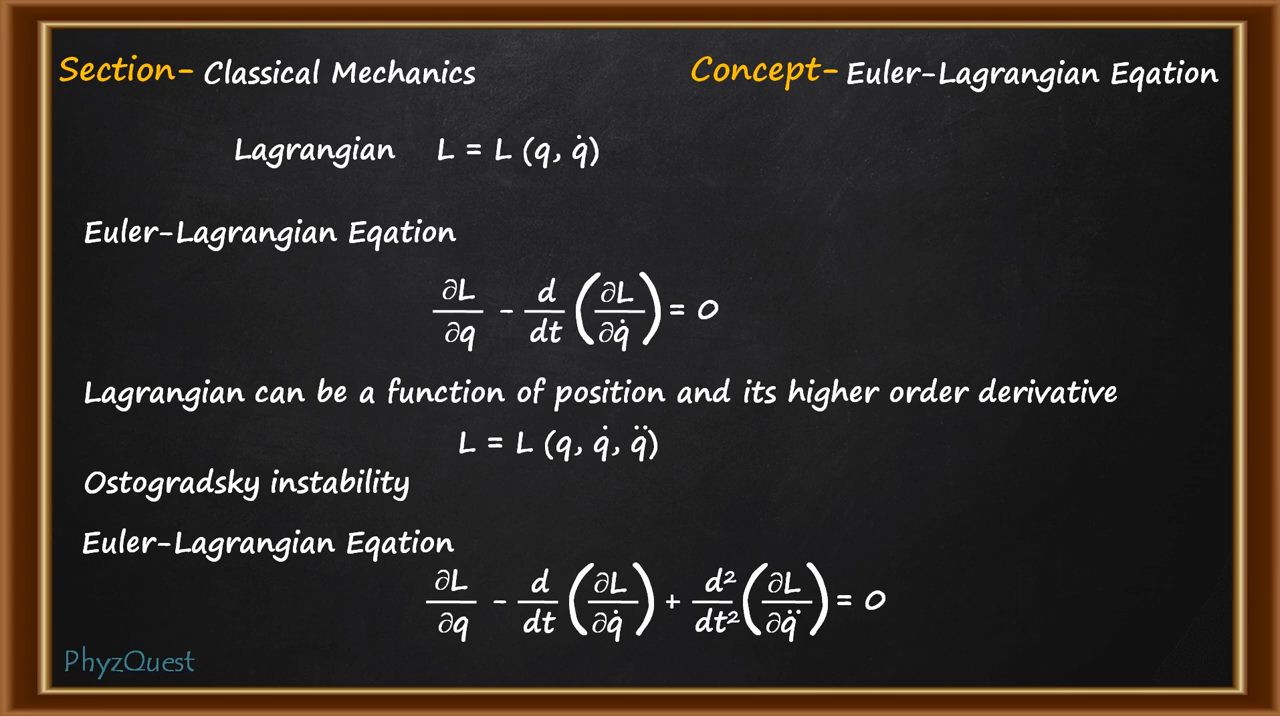 Section- Classical Mechanics Concept- Euler-Lagrangian Eqation
Lagrangian L = L (q, q̇)
Euler-Lagrangian Eqation
∂L/∂q - d/dt (∂L/∂q̇) = 0
Lagrangian can be a function of position and its higher order derivative
L = L (q, q̇, q̈)
Ostogradsky instability
Euler-Lagrangian Eqation
∂L/∂q - d/dt (∂L/∂q̇) + d²/dt² (∂L/∂q̈) = 0
PhyzQuest